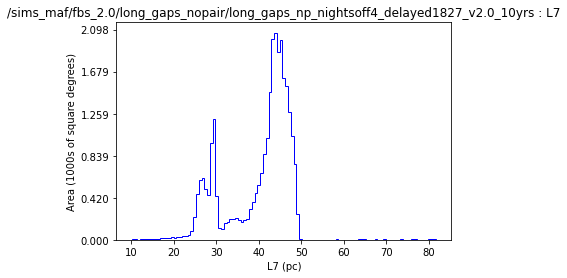 /sims_maf/fbs_2.0/long_gaps_nopair/long_gaps_np_nightsoff4_delayed1827_v2.0_10yrs : L7
2.098
1.679
1.259
0.839
0.420
0.000
Area (1000s of square degrees)
10 20 30 40 50 60 70 80
L7 (pc)